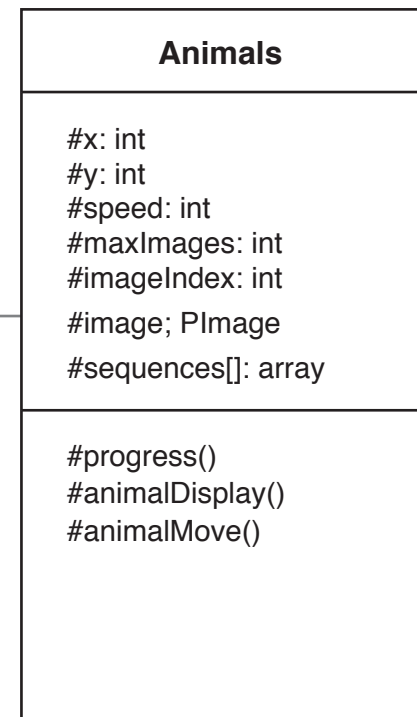 Animals
#x: int
#y: int
#speed: int
#maxImages: int
#imageIndex: int
#image; PImage
#sequences[]: array
#progress()
#animalDisplay()
#animalMove()